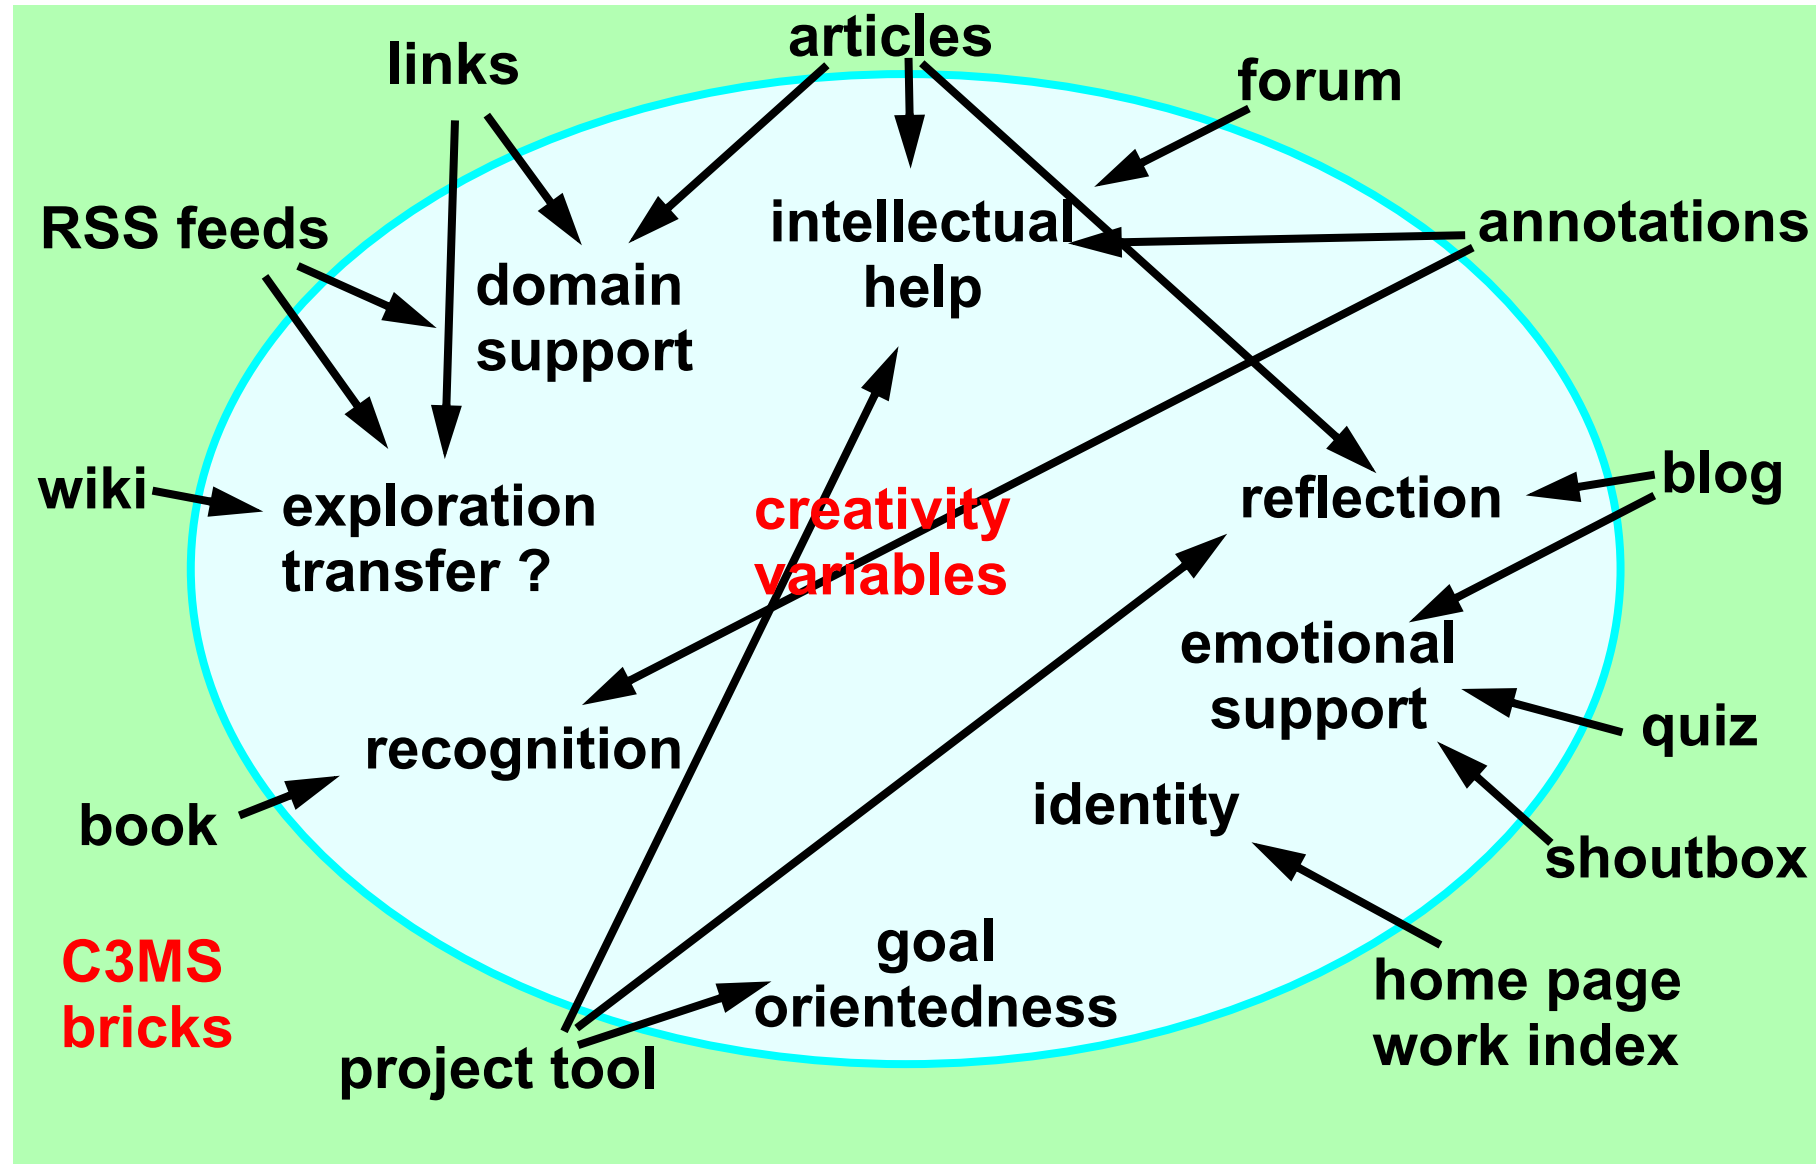 articles
links
forum
RSS feeds
intellectual
help
annotations
domain
support
wiki
exploration
transfer ?
creativity
variables
reflection
blog
emotional
support
recognition
quiz
identity
book
shoutbox
C3MS
bricks
goal
orientedness
home page
work index
project tool